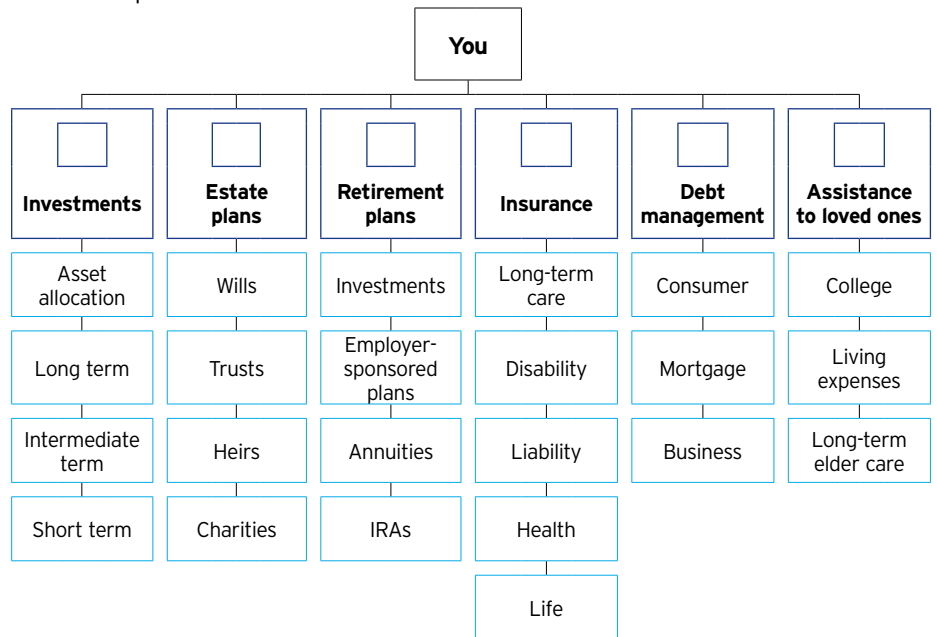 You
Investments
Estate
plans
Retirement
plans
Insurance
Debt
management
Assistance
to loved ones
Asset
allocation
Wills
Investments
Long-term
care
Consumer
College
Long term
Trusts
Employer-
sponsored
plans
Disability
Mortgage
Living
expenses
Intermediate
term
Heirs
Annuities
Liability
Business
Long-term
elder care
Short term
Charities
IRAs
Health
Life